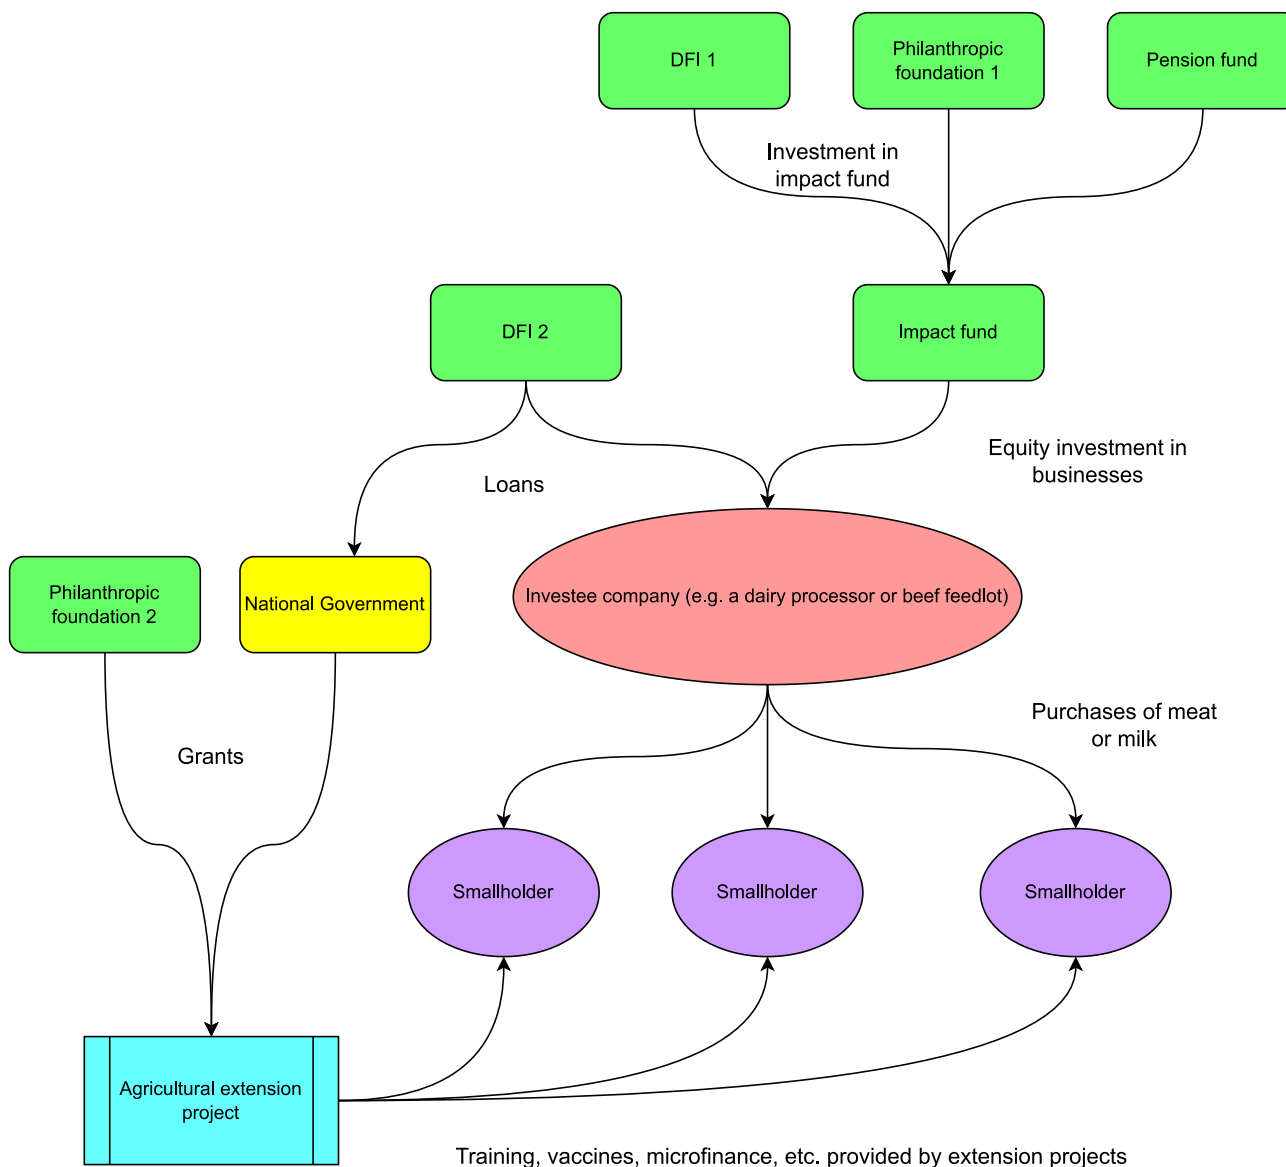 DFI 1
Philanthropic
foundation 1
Pension fund
Investment in
impact fund
DFI 2
Impact fund
Equity investment in
businesses
Loans
Philanthropic
foundation 2
National Government
Investee company (e.g. a dairy processor or beef feedlot)
Purchases of meat
or milk
Grants
Smallholder
Smallholder
Smallholder
Agricultural extension
project
Training, vaccines, microfinance, etc. provided by extension projects